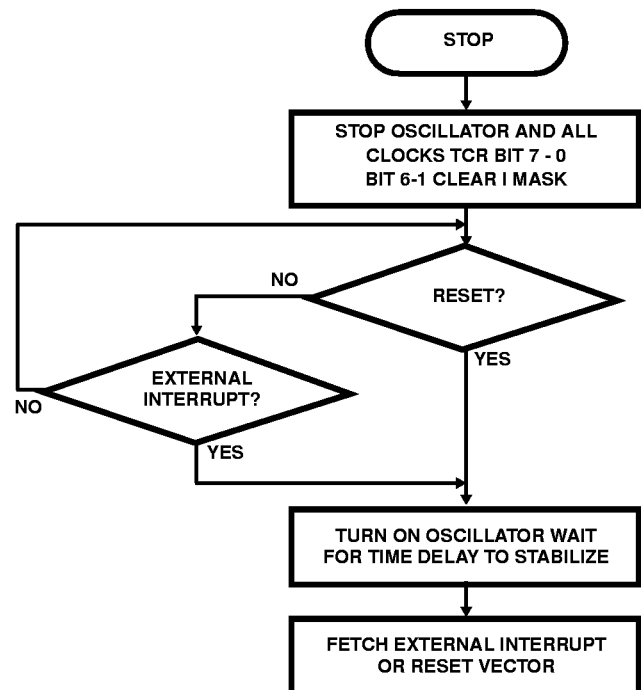 STOP
STOP OSCILLATOR AND ALL
CLOCKS TCR BIT 7 - 0
BIT 6-1 CLEAR I MASK
NO
RESET?
YES
EXTERNAL
INTERRUPT?
NO
YES
TURN ON OSCILLATOR WAIT
FOR TIME DELAY TO STABILIZE
FETCH EXTERNAL INTERRUPT
OR RESET VECTOR